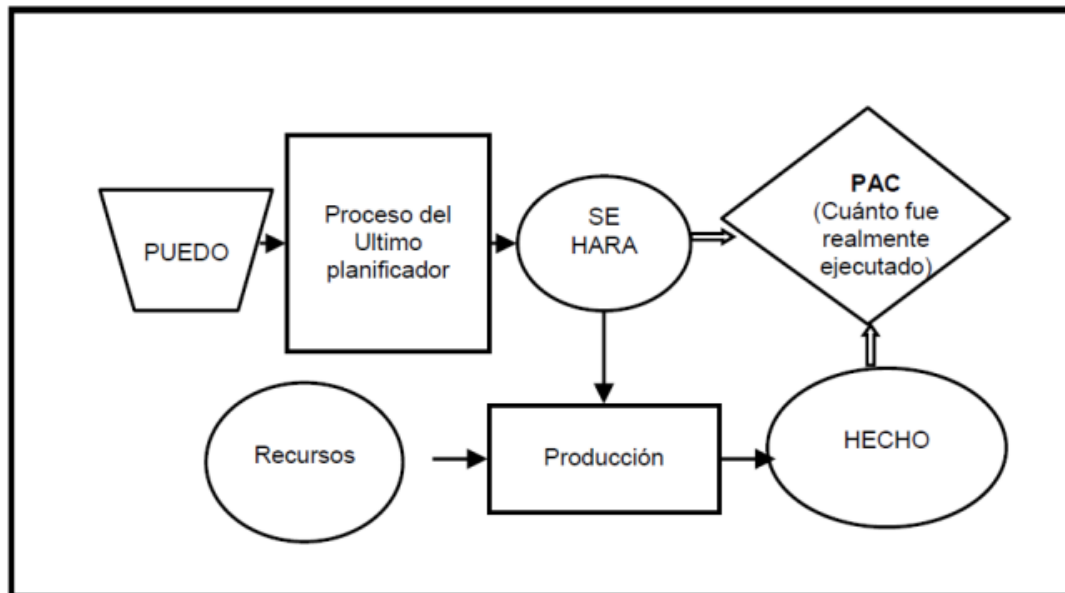 PUEDO
Proceso del
Ultimo
planificador
SE
HARA
PAC
(Cuánto fue
realmente
ejecutado)
Recursos
Producción
HECHO